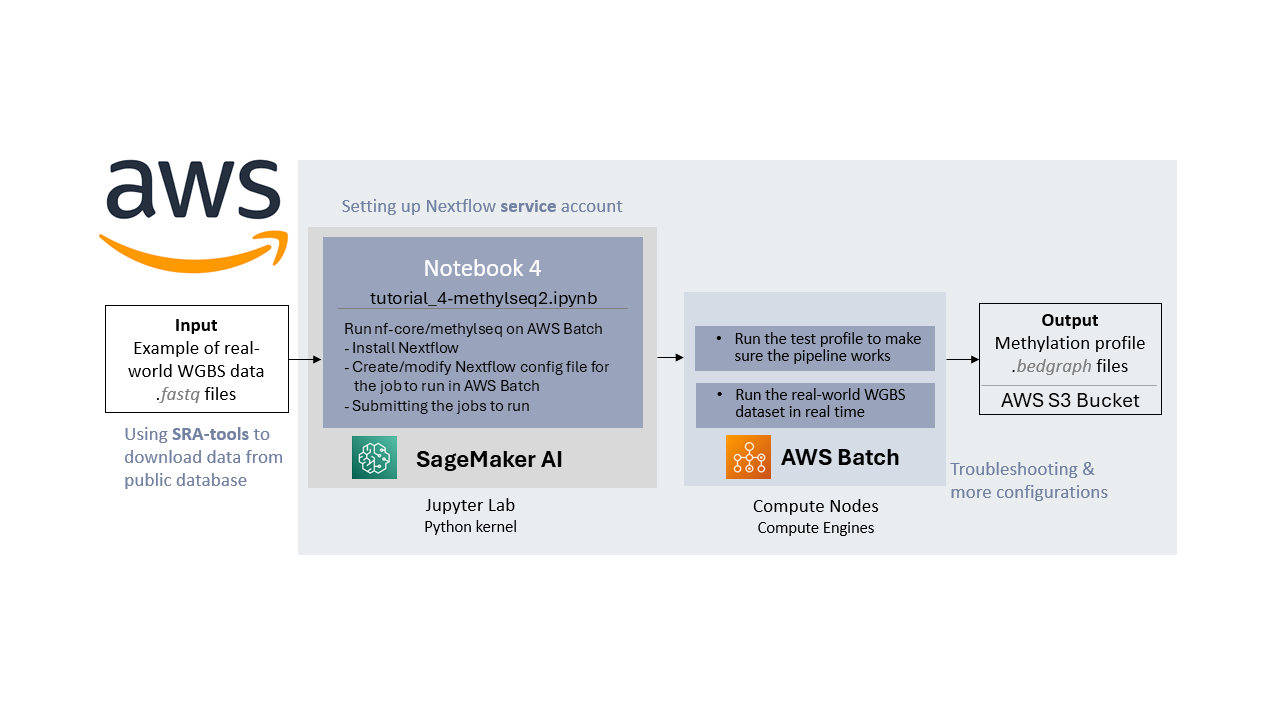 aws
Setting up Nextflow service account
Input
Example of real-
world WGBS data
.fastq files
Using SRA-tools to
download data from
public database
Notebook 4
tutorial_4-methylseq2.ipynb
Run nf-core/methylseq on AWS Batch
- Install Nextflow
- Create/modify Nextflow config file for
the job to run in AWS Batch
- Submitting the jobs to run
SageMaker AI
Jupyter Lab
Python kernel
• Run the test profile to make
sure the pipeline works
• Run the real-world WGBS
dataset in real time
AWS Batch
Compute Nodes
Compute Engines
Output
Methylation profile
.bedgraph files
AWS S3 Bucket
Troubleshooting &
more configurations